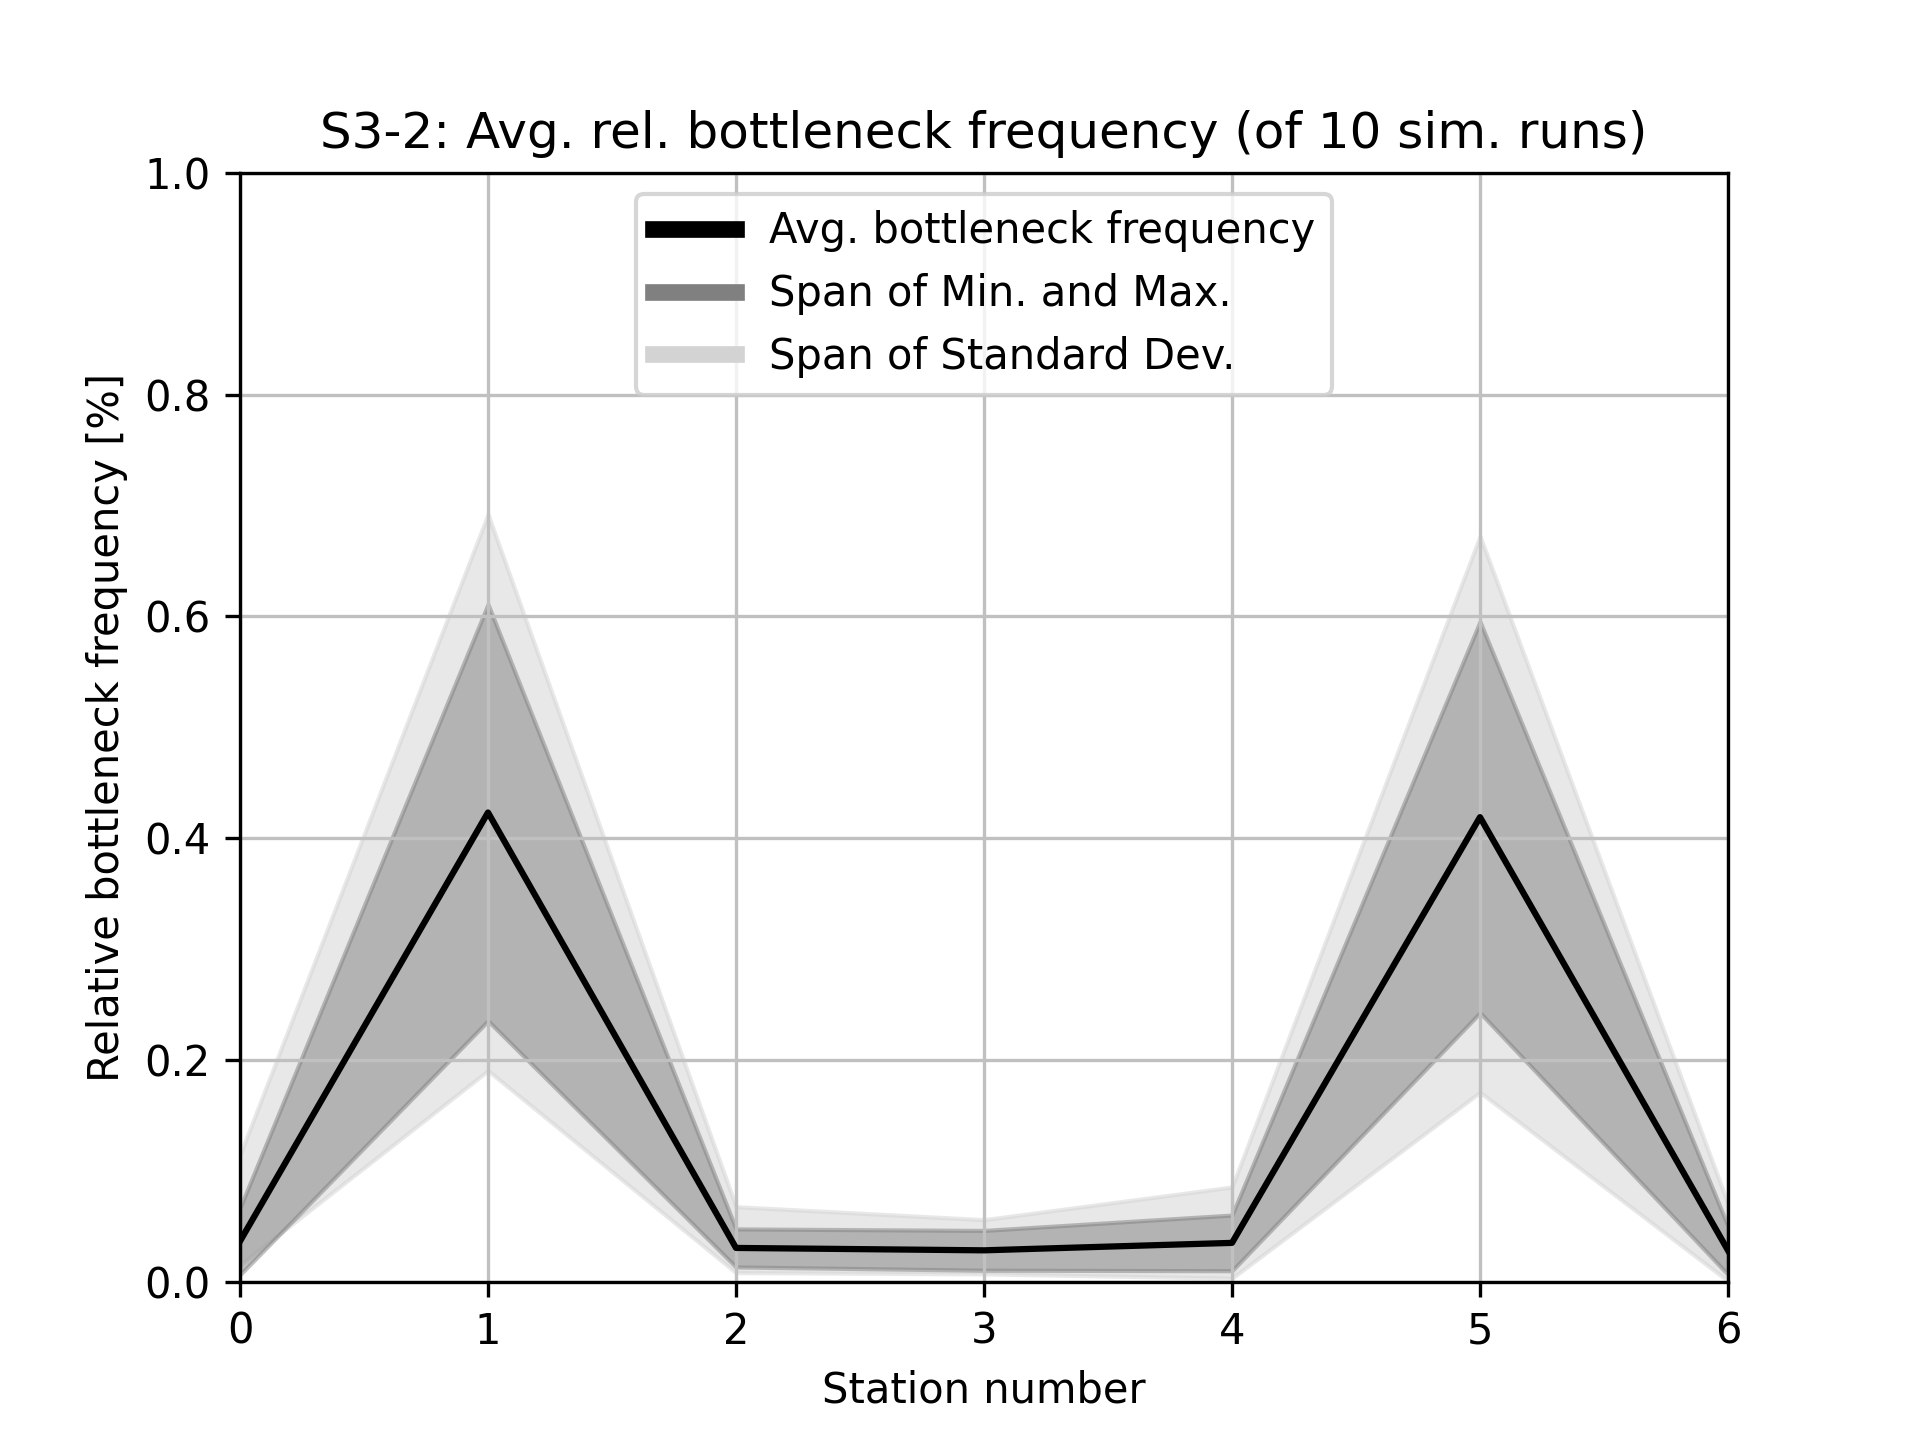 S3-2: Avg. rel. bottleneck frequency (of 10 sim. runs)
Avg. bottleneck frequency
Span of Min. and Max.
Span of Standard Dev.
Relative bottleneck frequency [%]
1.0
0.8
0.6
0.4
0.2
0.0
0 1 2 3 4 5 6
Station number